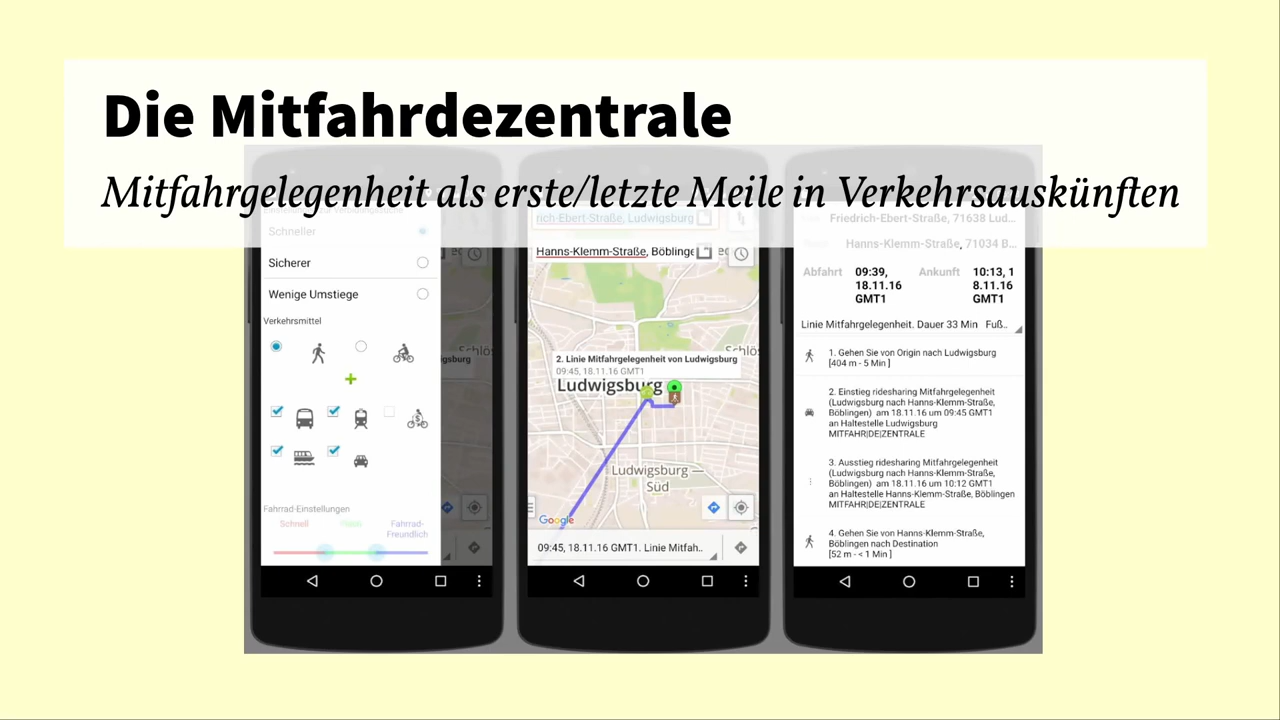 Die Mitfahrdezentrale
Mitfahrgelegenheit als erste/letzte Meile in Verkehrsauskünften
Schneller
Sicherer
Wenige Umstiege
Verkehrsmittel
Fahrrad-Einstellungen
Schnell
Flach
Fahrrad-
Freundlich
rich-Ebert-Straße, Ludwigsburg
Hanns-Klemm-Straße, Böblinge
2. Linie Mitfahrgelegenheit von Ludwigsburg
09:45, 18.11.16 GMT1
Ludwigsburg
Ludwigsburg —
Süd
Schlös
sburg
Google
09:45, 18.11.16 GMT1. Linie Mitfah..
Friedrich-Ebert-Straße, 71638 Lud...
Hanns-Klemm-Straße, 71034 B...
Abfahrt 09:39, Ankunft 10:13, 1
18.11.16 8.11.16
GMT1 GMT1
Linie Mitfahrgelegenheit. Dauer 33 Min Fuß..
1. Gehen Sie von Origin nach Ludwigsburg
[404 m - 5 Min ]
2. Einstieg ridesharing Mitfahrgelegenheit
(Ludwigsburg nach Hanns-Klemm-Straße,
Böblingen) am 18.11.16 um 09:45 GMT1
an Haltestelle Ludwigsburg
MITFAHR|DE|ZENTRALE
3. Ausstieg ridesharing Mitfahrgelegenheit
(Ludwigsburg nach Hanns-Klemm-Straße,
Böblingen) am 18.11.16 um 10:12 GMT1
an Haltestelle Hanns-Klemm-Straße, Böblingen
MITFAHR|DE|ZENTRALE
4. Gehen Sie von Hanns-Klemm-Straße,
Böblingen nach Destination
[52 m - < 1 Min ]